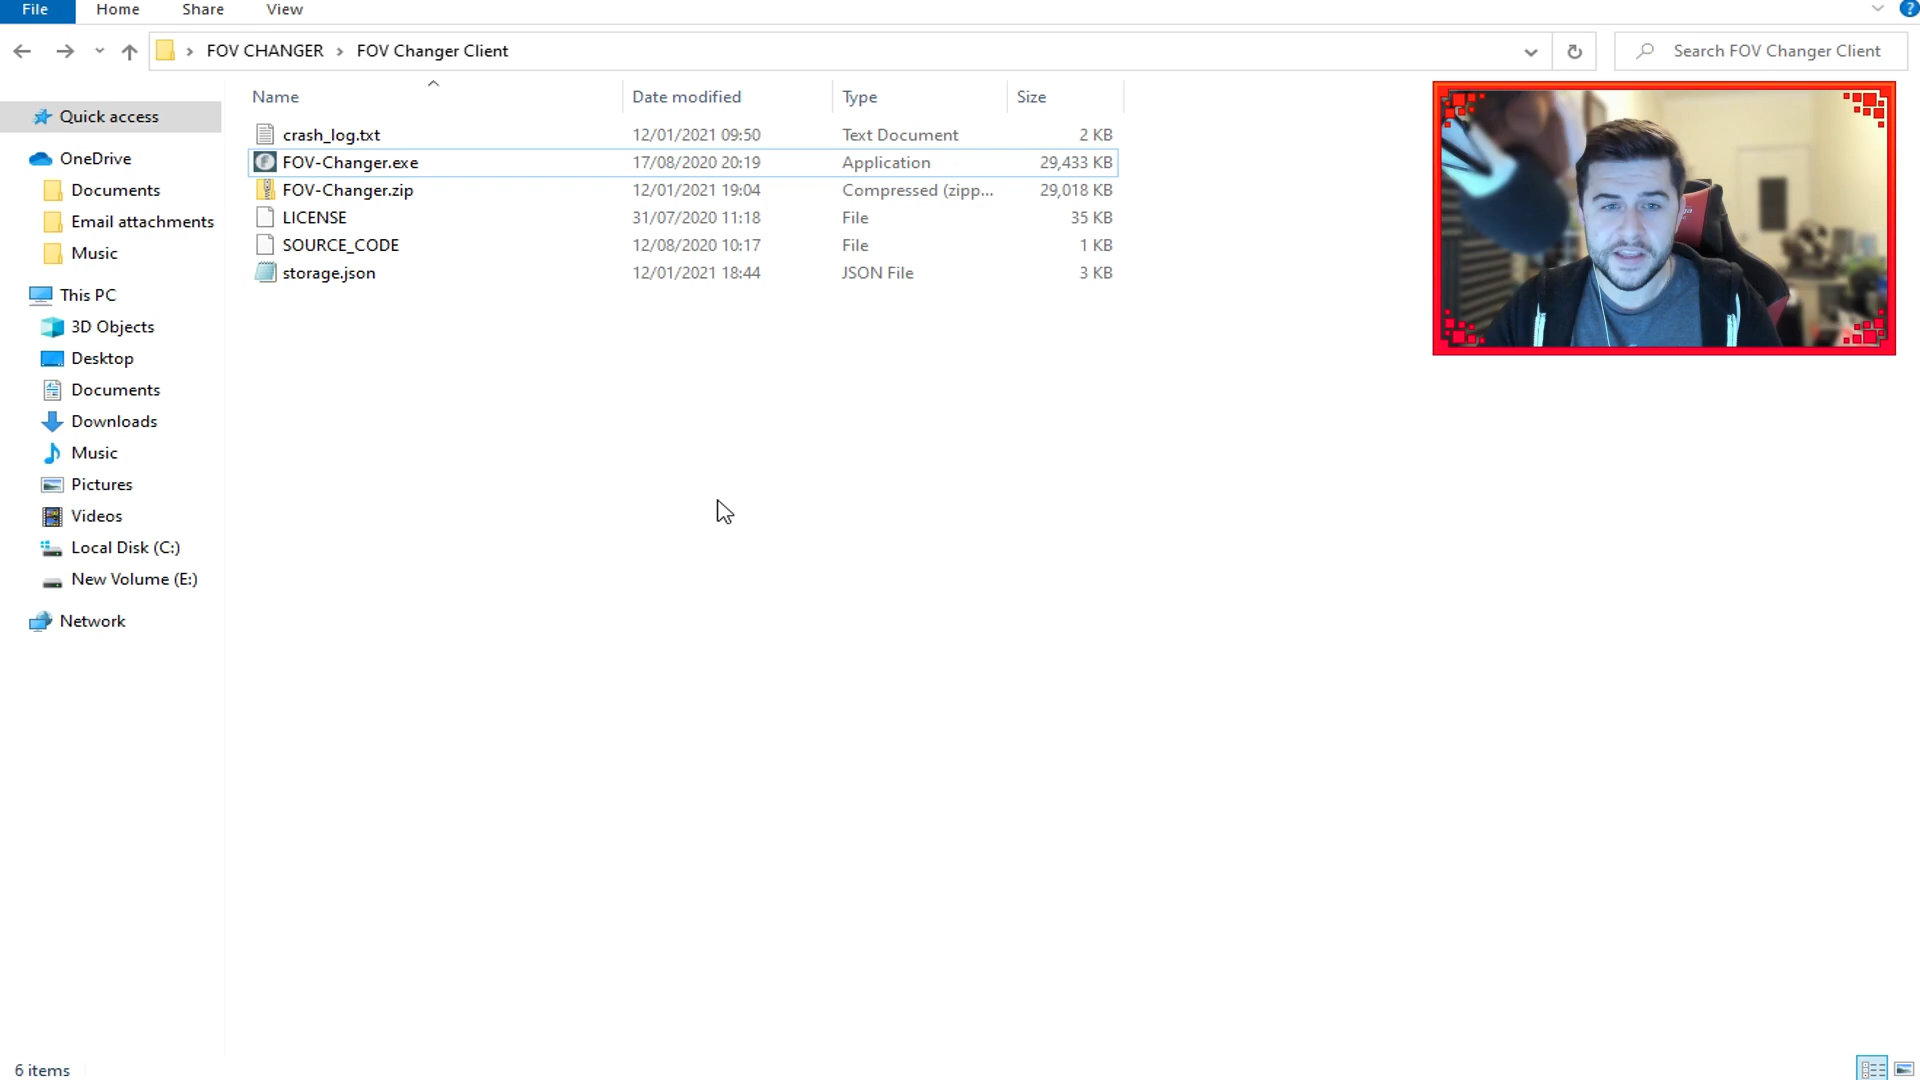 File Home Share View
FOV CHANGER > FOV Changer Client Search FOV Changer Client
Name Date modified Type Size
crash_log.txt 12/01/2021 09:50 Text Document 2 KB
FOV-Changer.exe 17/08/2020 20:19 Application 29,433 KB
FOV-Changer.zip 12/01/2021 19:04 Compressed (zipp... 29,018 KB
LICENSE 31/07/2020 11:18 File 35 KB
SOURCE_CODE 12/08/2020 10:17 File 1 KB
storage.json 12/01/2021 18:44 JSON File 3 KB
Quick access
OneDrive
Documents
Email attachments
Music
This PC
3D Objects
Desktop
Documents
Downloads
Music
Pictures
Videos
Local Disk (C:)
New Volume (E:)
Network
6 items